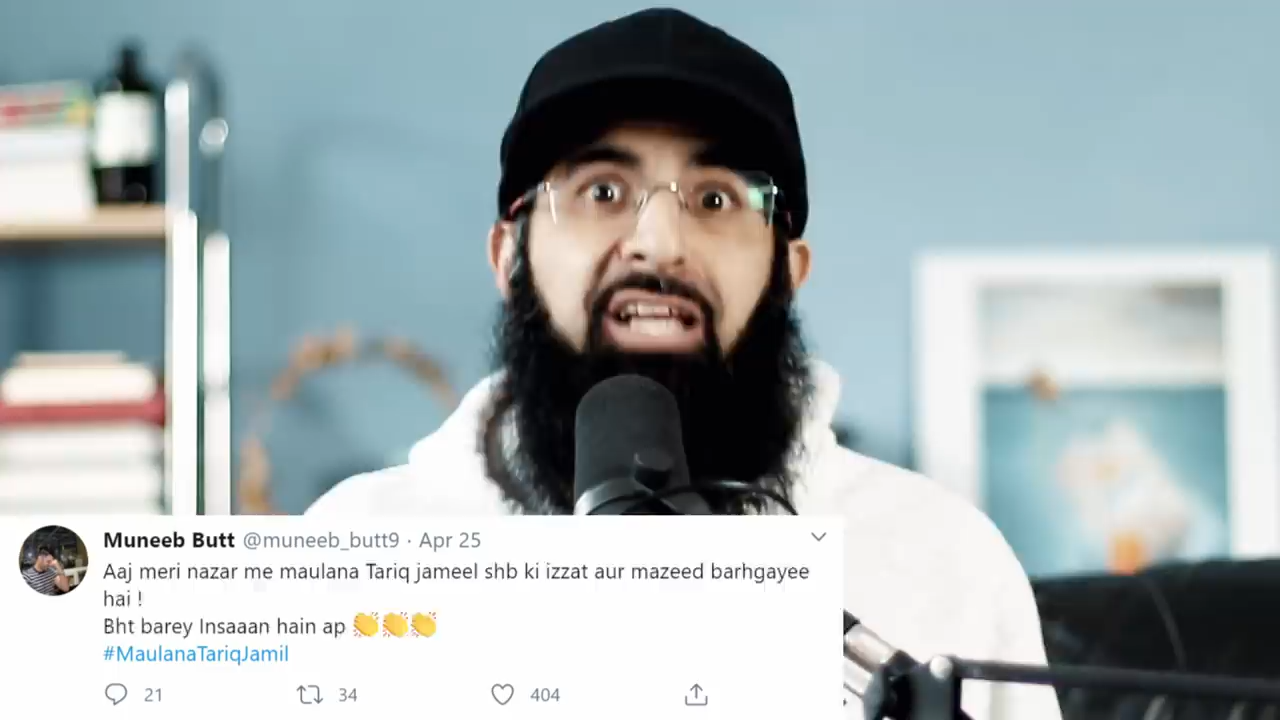 Muneeb Butt @muneeb_butt9 · Apr 25
Aaj meri nazar me maulana Tariq jameel shb ki izzat aur mazeed barhgayee
hai !
Bht barey Insaaan hain ap 👏👏👏
#MaulanaTariqJamil
21 34 404